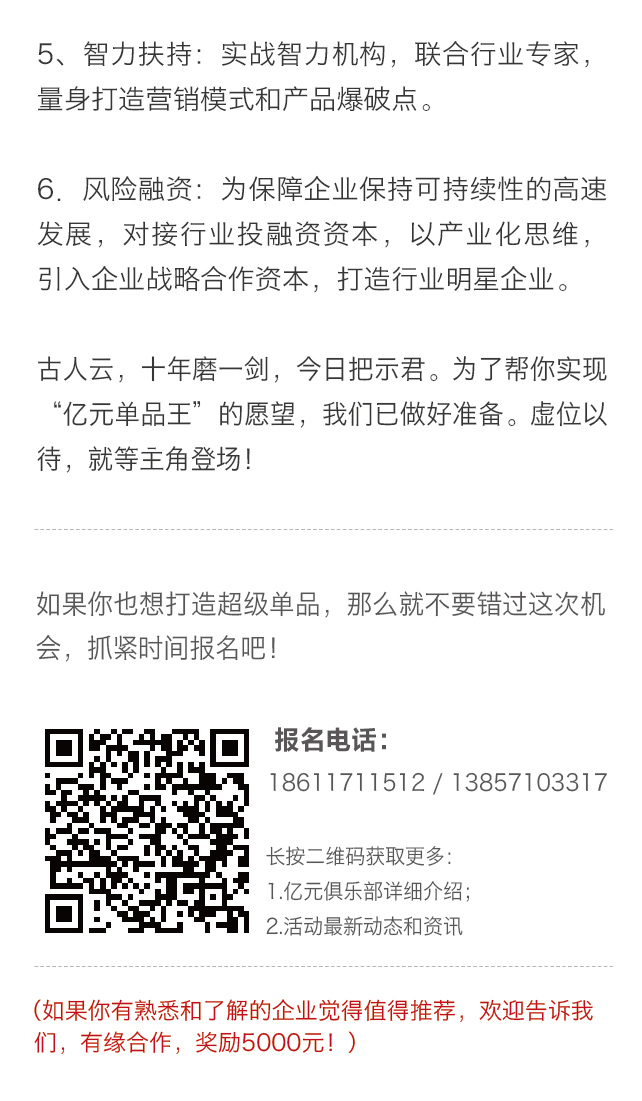 5、智力扶持：实战智力机构，联合行业专家，
量身打造营销模式和产品爆破点。
6．风险融资：为保障企业保持可持续性的高速
发展，对接行业投融资资本，以产业化思维，
引入企业战略合作资本，打造行业明星企业。
古人云，十年磨一剑，今日把示君。为了帮你实现
“亿元单品王”的愿望，我们已做好准备。虚位以
待，就等主角登场！
如果你也想打造超级单品，那么就不要错过这次机
会，抓紧时间报名吧！
报名电话：
18611711512 / 13857103317
长按二维码获取更多：
1.亿元俱乐部详细介绍；
2.活动最新动态和资讯
（如果你有熟悉和了解的企业觉得值得推荐，欢迎告诉我
们，有缘合作，奖励5000元！）